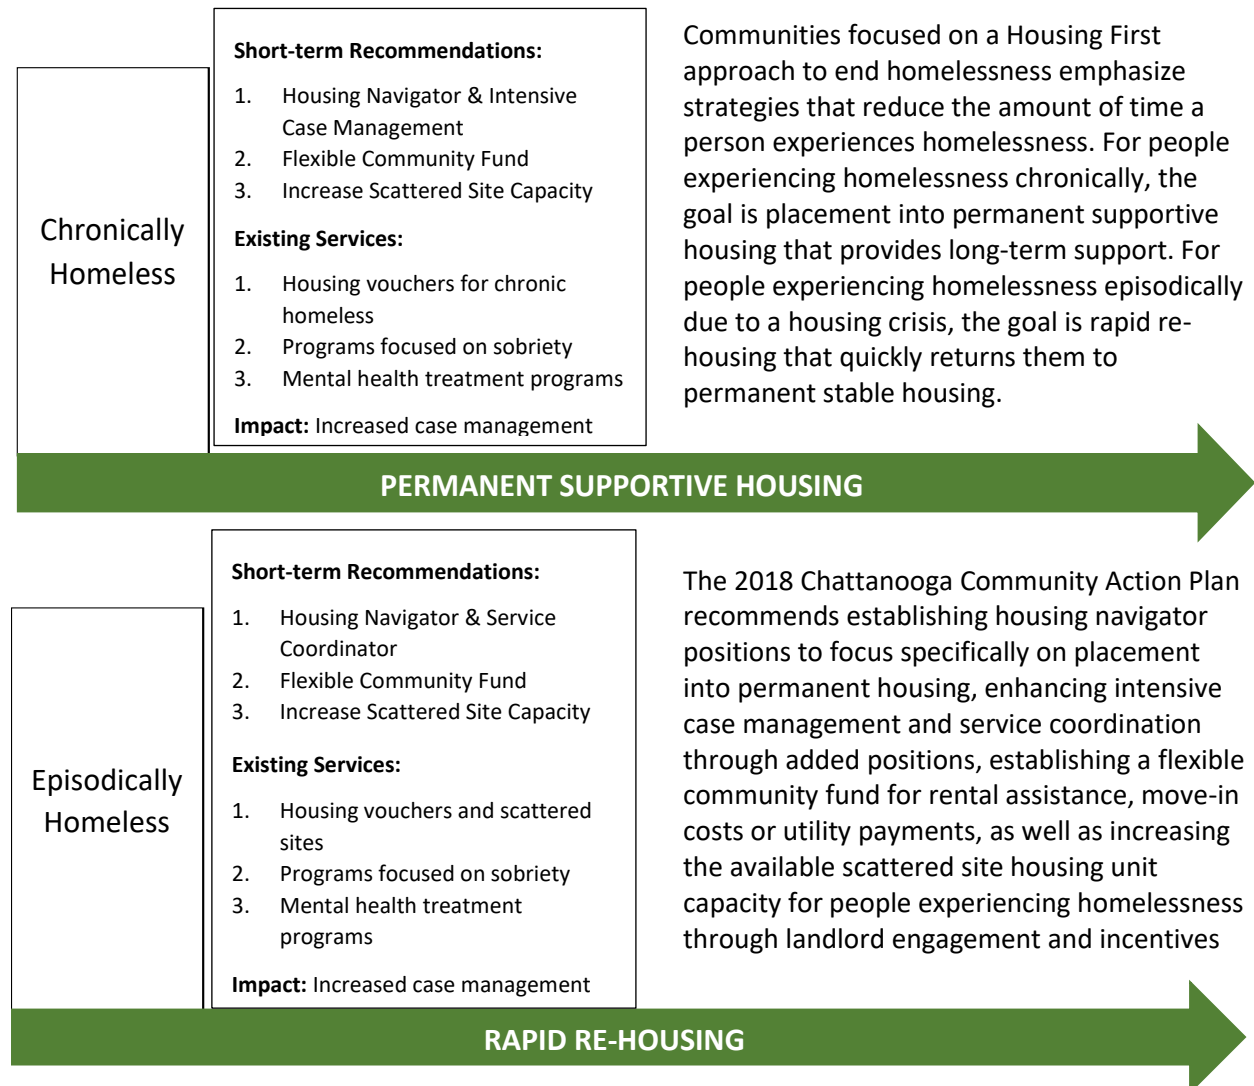 Chronically
Homeless
Short-term Recommendations:
1. Housing Navigator & Intensive
Case Management
2. Flexible Community Fund
3. Increase Scattered Site Capacity
Existing Services:
1. Housing vouchers for chronic
homeless
2. Programs focused on sobriety
3. Mental health treatment programs
Impact: Increased case management
Communities focused on a Housing First
approach to end homelessness emphasize
strategies that reduce the amount of time a
person experiences homelessness. For people
experiencing homelessness chronically, the
goal is placement into permanent supportive
housing that provides long-term support. For
people experiencing homelessness episodically
due to a housing crisis, the goal is rapid re-
housing that quickly returns them to
permanent stable housing.
PERMANENT SUPPORTIVE HOUSING
Episodically
Homeless
Short-term Recommendations:
1. Housing Navigator & Service
Coordinator
2. Flexible Community Fund
3. Increase Scattered Site Capacity
Existing Services:
1. Housing vouchers and scattered
sites
2. Programs focused on sobriety
3. Mental health treatment
programs
Impact: Increased case management
The 2018 Chattanooga Community Action Plan
recommends establishing housing navigator
positions to focus specifically on placement
into permanent housing, enhancing intensive
case management and service coordination
through added positions, establishing a flexible
community fund for rental assistance, move-in
costs or utility payments, as well as increasing
the available scattered site housing unit
capacity for people experiencing homelessness
through landlord engagement and incentives
RAPID RE-HOUSING